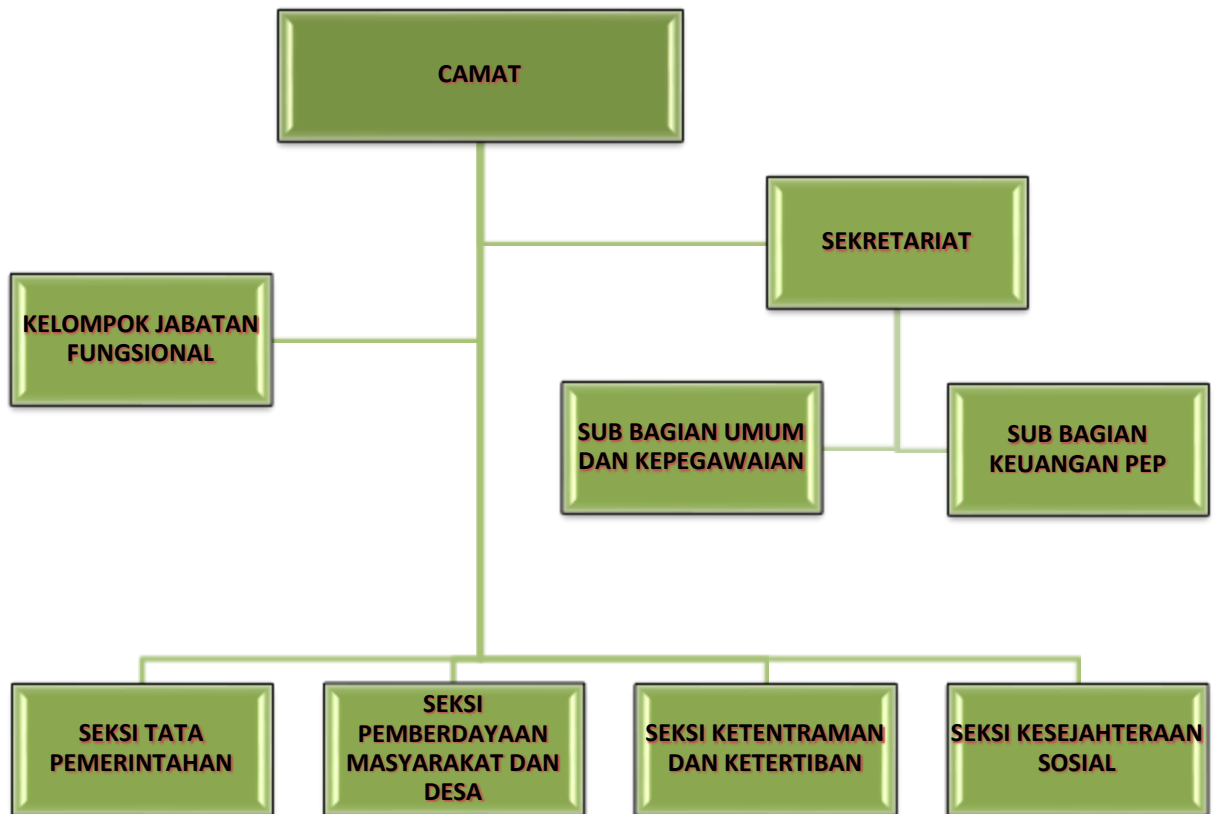 CAMAT
SEKRETARIAT
KELOMPOK JABATAN
FUNGSIONAL
SUB BAGIAN UMUM
DAN KEPEGAWAIAN
SUB BAGIAN
KEUANGAN PEP
SEKSI TATA
PEMERINTAHAN
SEKSI
PEMBERDAYAAN
MASYARAKAT DAN
DESA
SEKSI KETENTRAMAN
DAN KETERTIBAN
SEKSI KESEJAHTERAAN
SOSIAL